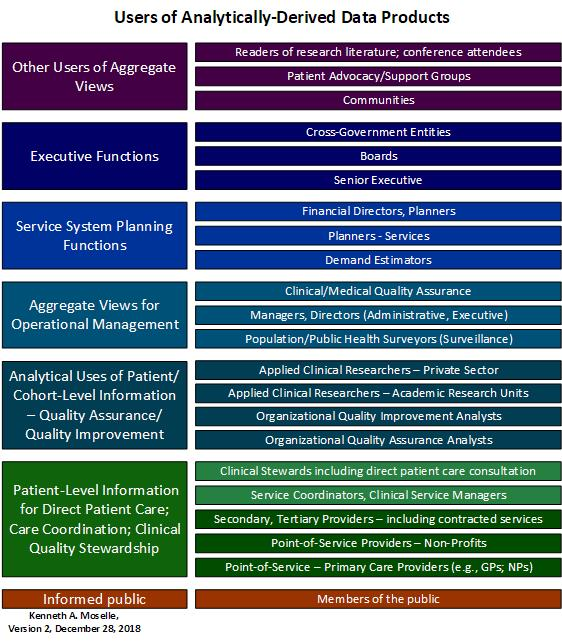 Users of Analytically-Derived Data Products
Other Users of Aggregate
Views
Readers of research literature; conference attendees
Patient Advocacy/Support Groups
Communities
Executive Functions
Cross-Government Entities
Boards
Senior Executive
Service System Planning
Functions
Financial Directors, Planners
Planners - Services
Demand Estimators
Aggregate Views for
Operational Management
Clinical/Medical Quality Assurance
Managers, Directors (Administrative, Executive)
Population/Public Health Surveyors (Surveillance)
Analytical Uses of Patient/
Cohort-Level Information
– Quality Assurance/
Quality Improvement
Applied Clinical Researchers – Private Sector
Applied Clinical Researchers – Academic Research Units
Organizational Quality Improvement Analysts
Organizational Quality Assurance Analysts
Patient-Level Information
for Direct Patient Care;
Care Coordination; Clinical
Quality Stewardship
Clinical Stewards including direct patient care consultation
Service Coordinators, Clinical Service Managers
Secondary, Tertiary Providers – including contracted services
Point-of-Service Providers – Non-Profits
Point-of-Service – Primary Care Providers (e.g., GPs; NPs)
Informed public
Members of the public
Kenneth A. Moselle,
Version 2, December 28, 2018